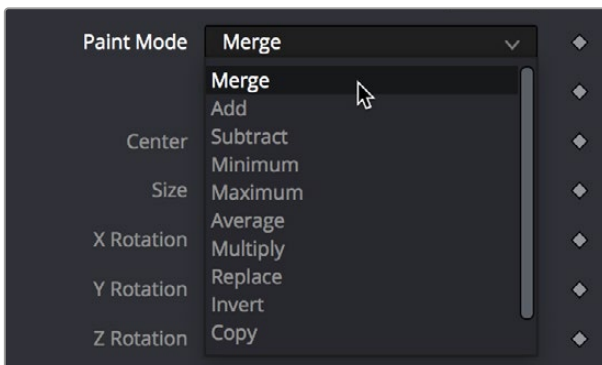 Paint Mode Merge
Merge
Add
Center Subtract
Minimum
Size Maximum
Average
X Rotation Multiply
Replace
Y Rotation Invert
Z Rotation Copy